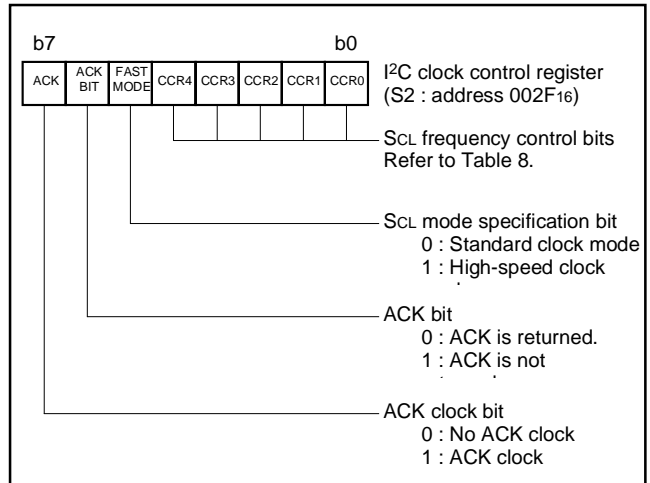 b7 b0
ACK ACK BIT FAST MODE CCR4 CCR3 CCR2 CCR1 CCR0
I²C clock control register
(S2 : address 002F₁₆)
SCL frequency control bits
Refer to Table 8.
SCL mode specification bit
0 : Standard clock mode
1 : High-speed clock
ACK bit
0 : ACK is returned.
1 : ACK is not
ACK clock bit
0 : No ACK clock
1 : ACK clock